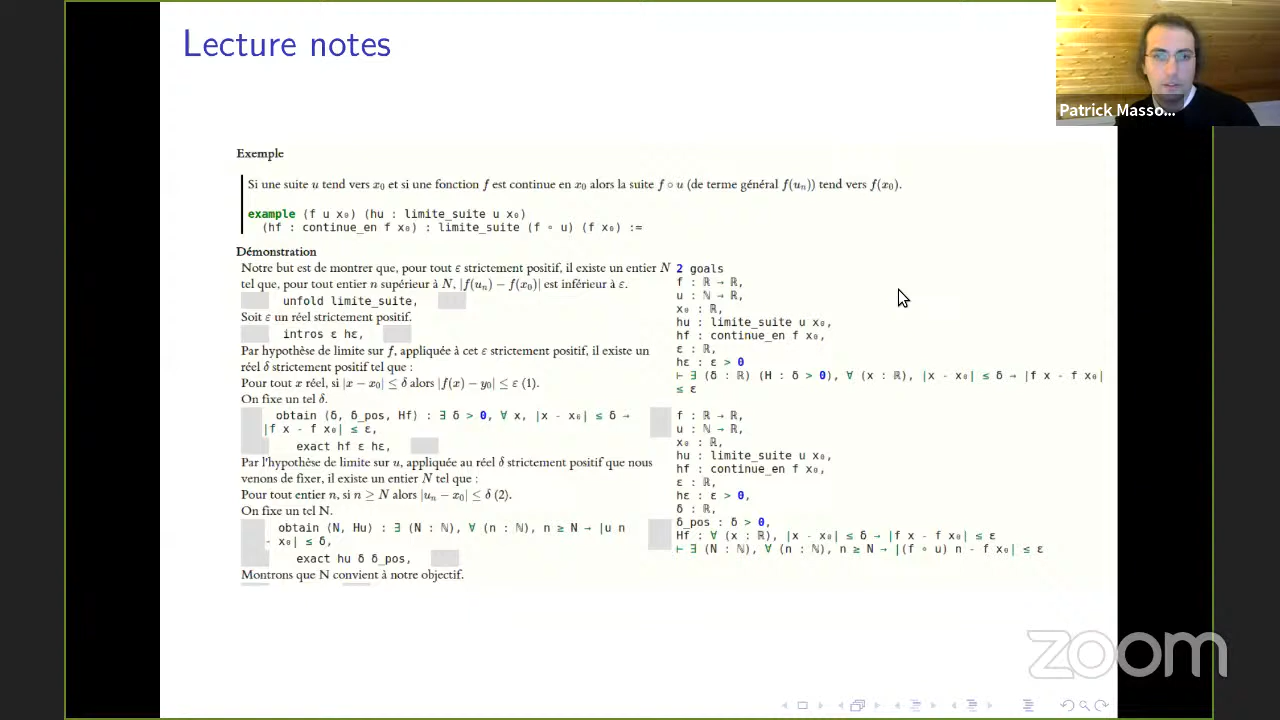 Lecture notes
Patrick Masso...
Exemple
Si une suite u tend vers x₀ et si une fonction f est continue en x₀ alors la suite f ∘ u (de terme général f(uₙ)) tend vers f(x₀).
example (f u x₀) (hu : limite_suite u x₀)
(hf : continue_en f x₀) : limite_suite (f ∘ u) (f x₀) :=
Démonstration
Notre but est de montrer que, pour tout ε strictement positif, il existe un entier N
tel que, pour tout entier n supérieur à N, |f(uₙ) − f(x₀)| est inférieur à ε.
unfold limite_suite,
Soit ε un réel strictement positif.
intros ε hε,
Par hypothèse de limite sur f, appliquée à cet ε strictement positif, il existe un
réel δ strictement positif tel que :
Pour tout x réel, si |x − x₀| ≤ δ alors |f(x) − y₀| ≤ ε (1).
On fixe un tel δ.
obtain ⟨δ, δ_pos, Hf⟩ : ∃ δ > 0, ∀ x, |x - x₀| ≤ δ →
|f x - f x₀| ≤ ε,
exact hf ε hε,
Par l'hypothèse de limite sur u, appliquée au réel δ strictement positif que nous
venons de fixer, il existe un entier N tel que :
Pour tout entier n, si n ≥ N alors |uₙ − x₀| ≤ δ (2).
On fixe un tel N.
obtain ⟨N, Hu⟩ : ∃ (N : ℕ), ∀ (n : ℕ), n ≥ N → |u n
- x₀| ≤ δ,
exact hu δ δ_pos,
Montrons que N convient à notre objectif.
2 goals
f : ℝ → ℝ,
u : ℕ → ℝ,
x₀ : ℝ,
hu : limite_suite u x₀,
hf : continue_en f x₀,
ε : ℝ,
hε : ε > 0
⊢ ∃ (δ : ℝ) (H : δ > 0), ∀ (x : ℝ), |x - x₀| ≤ δ → |f x - f x₀|
≤ ε
f : ℝ → ℝ,
u : ℕ → ℝ,
x₀ : ℝ,
hu : limite_suite u x₀,
hf : continue_en f x₀,
ε : ℝ,
hε : ε > 0,
δ : ℝ,
δ_pos : δ > 0,
Hf : ∀ (x : ℝ), |x - x₀| ≤ δ → |f x - f x₀| ≤ ε
⊢ ∃ (N : ℕ), ∀ (n : ℕ), n ≥ N → |(f ∘ u) n - f x₀| ≤ ε
zoom